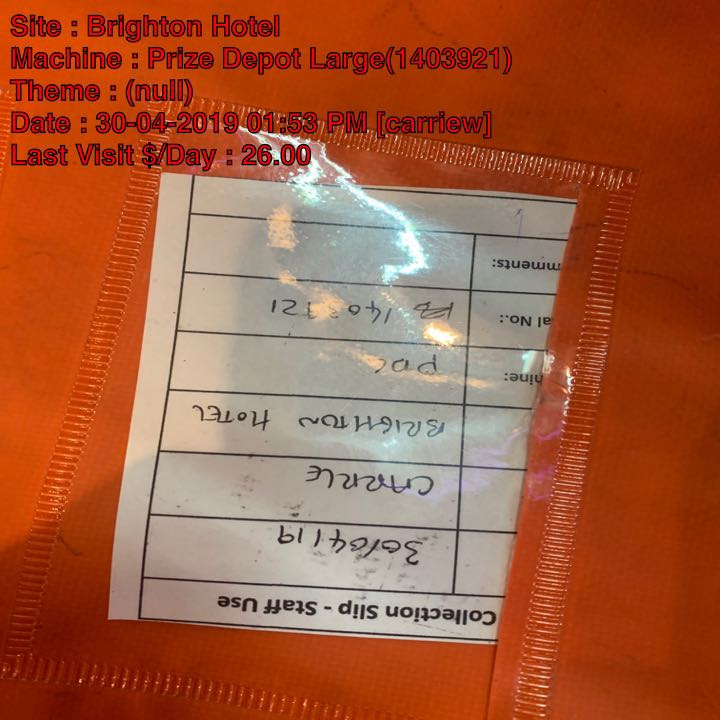 Site : Brighton Hotel
Machine : Prize Depot Large(1403921)
Theme : (null)
Date : 30-04-2019 01:53 PM [carriew]
Last Visit $/Day : 26.00
Collection Slip - Staff Use
30/04/19
CARRIE
BRIGHTON HOTEL
hine: PDL
al No.: 1403921
mments: